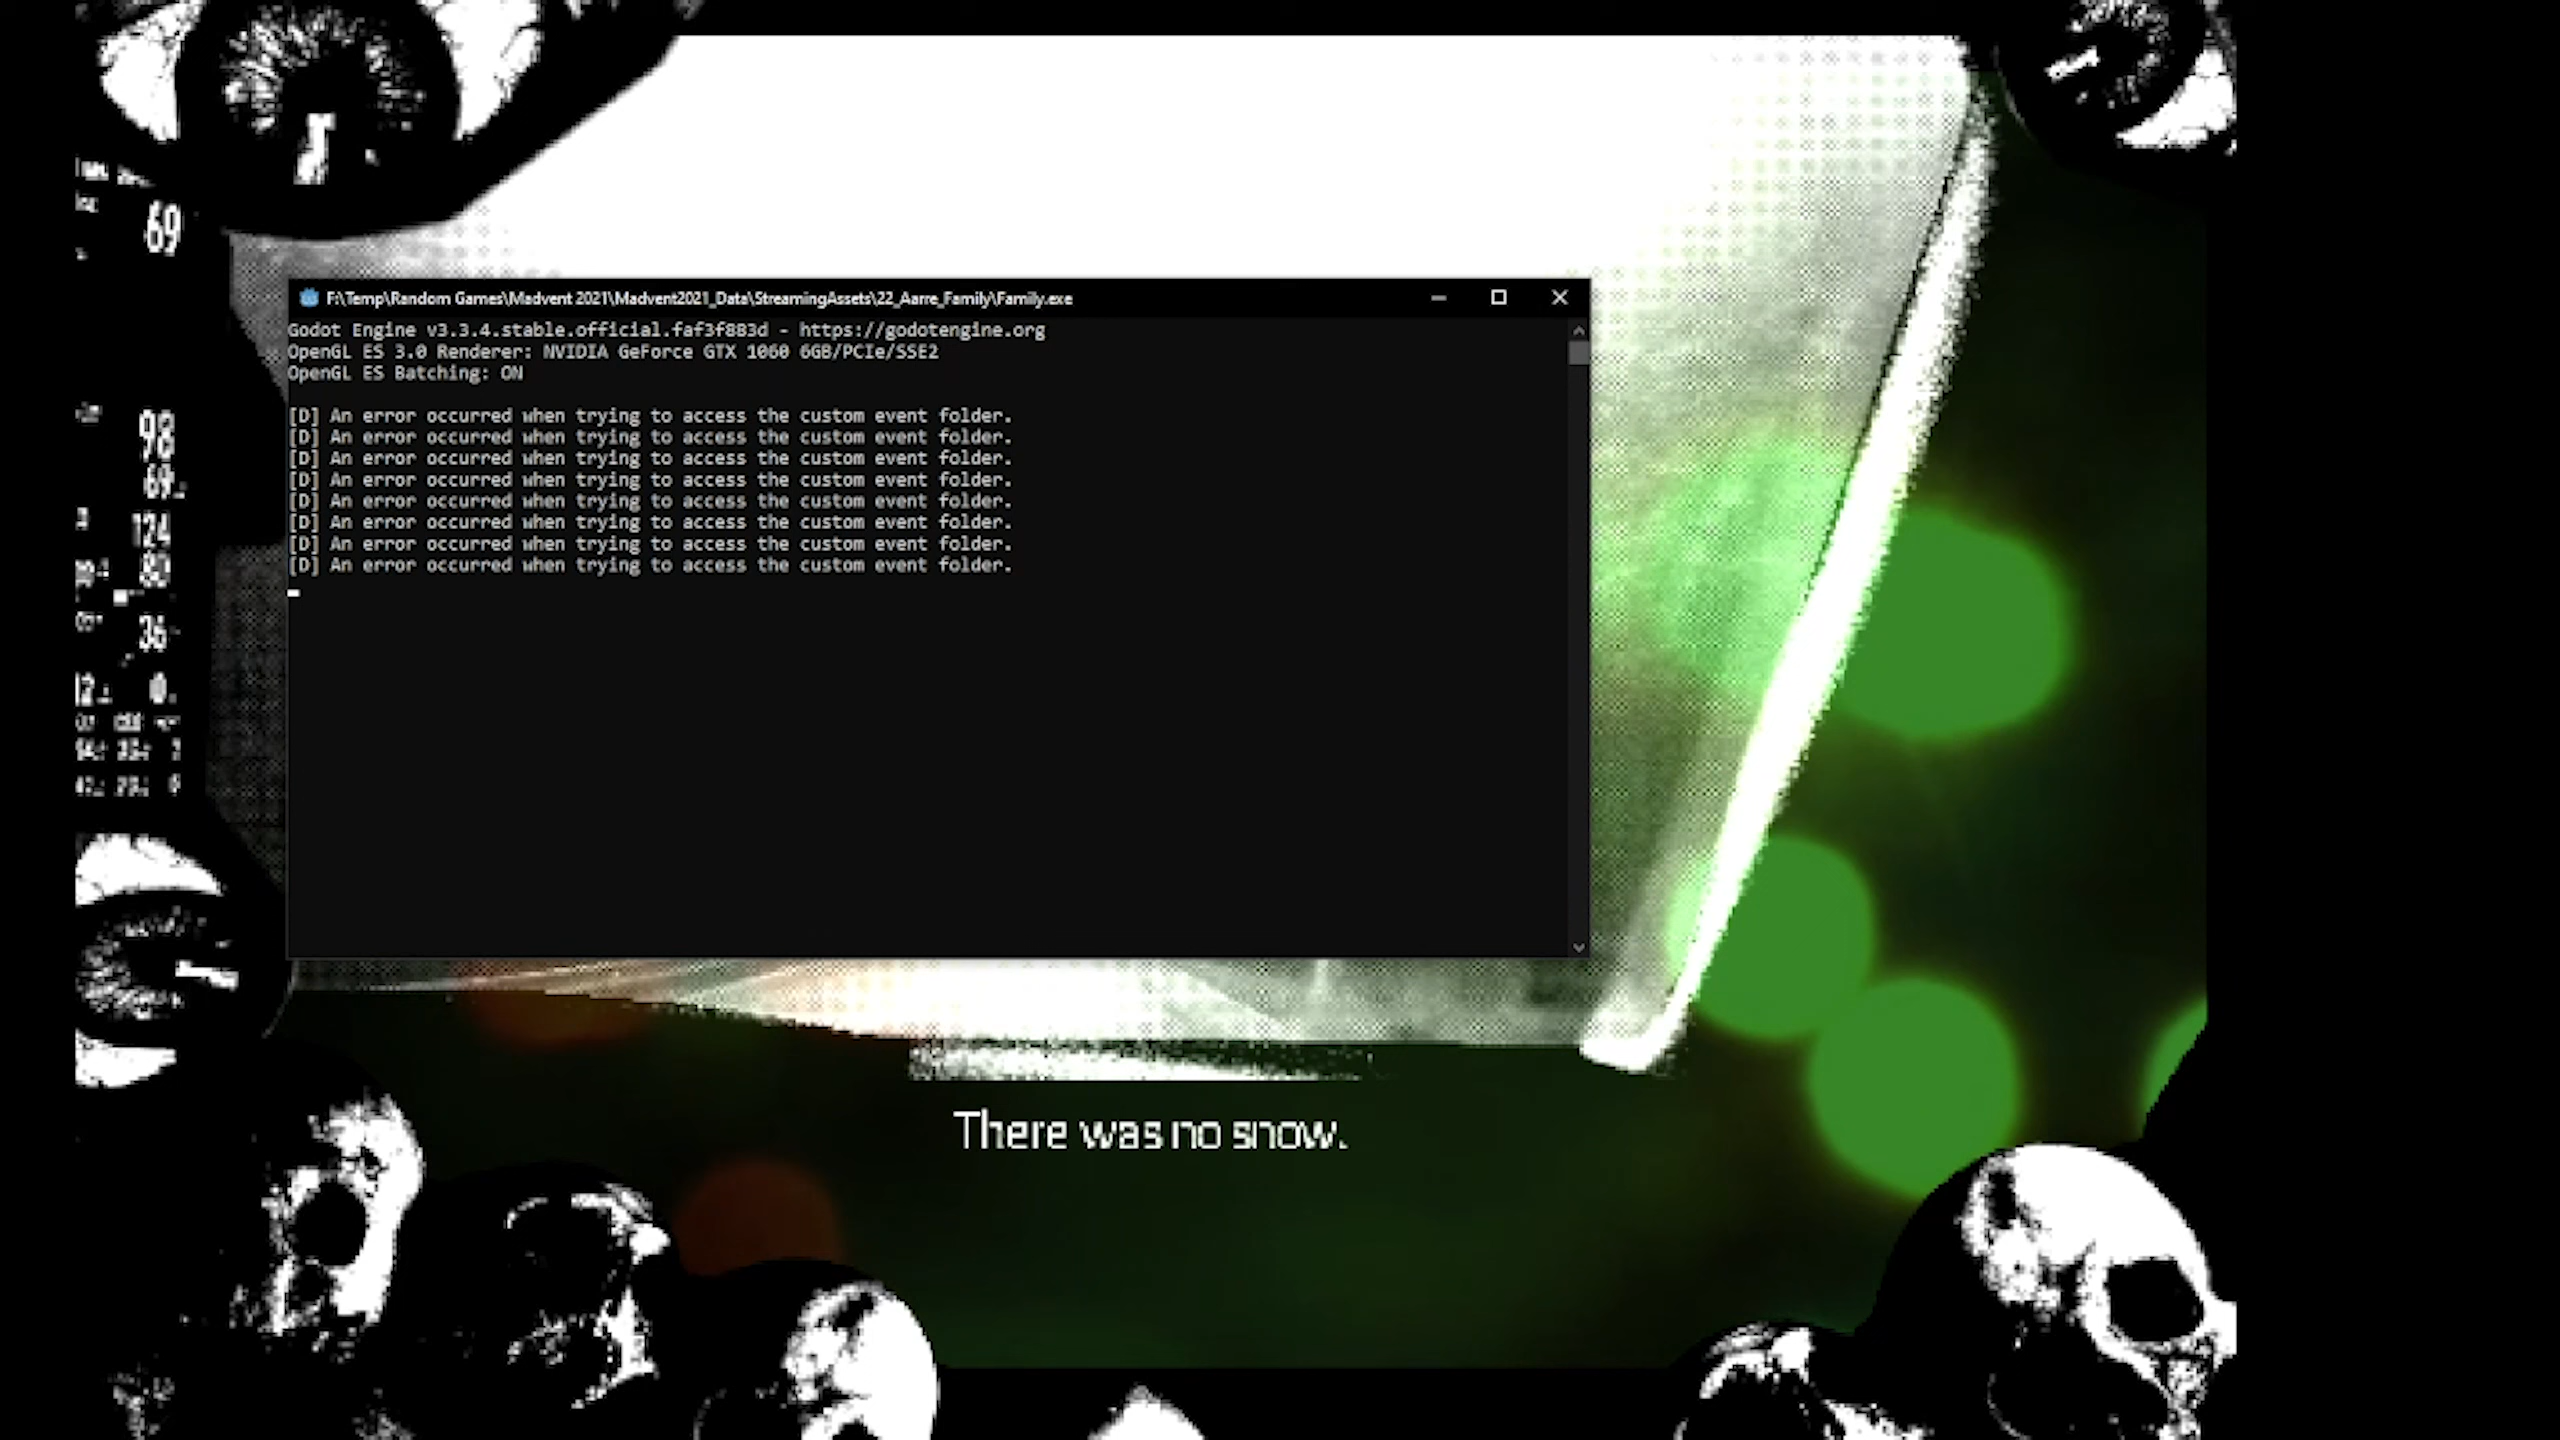 69
F:\Temp\Random Games\Madvent 2021\Madvent2021_Data\StreamingAssets\22_Aarre_Family\Family.exe
Godot Engine v3.3.4.stable.official.faf3f883d - https://godotengine.org
OpenGL ES 3.0 Renderer: NVIDIA GeForce GTX 1060 6GB/PCIe/SSE2
OpenGL ES Batching: ON
[D] An error occurred when trying to access the custom event folder.
[D] An error occurred when trying to access the custom event folder.
[D] An error occurred when trying to access the custom event folder.
[D] An error occurred when trying to access the custom event folder.
[D] An error occurred when trying to access the custom event folder.
[D] An error occurred when trying to access the custom event folder.
[D] An error occurred when trying to access the custom event folder.
[D] An error occurred when trying to access the custom event folder.
98
69
124
80
36
There was no snow.